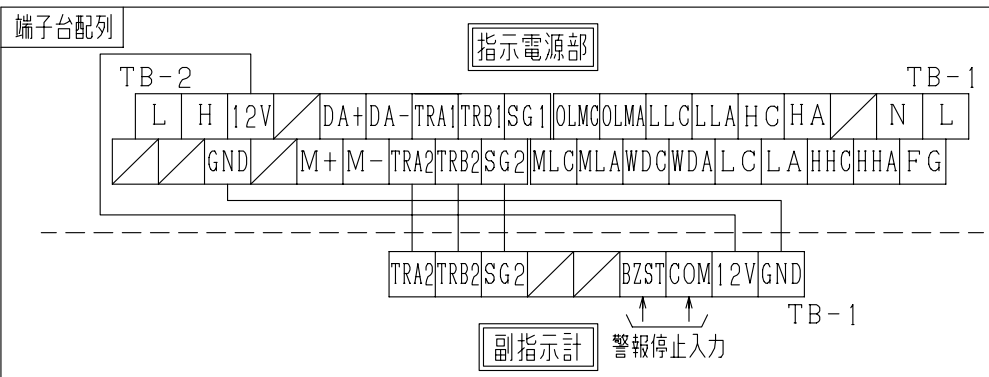 端子台配列
指示電源部
TB-2 TB-1
L H 12V DA+ DA- TRA1 TRB1 SG1 OLMC OLMA LLC LLA HC HA N L
GND M+ M- TRA2 TRB2 SG2 MLC MLA WDC WDA LC LA HHC HHA FG
TRA2 TRB2 SG2 BZST COM 12V GND
TB-1
副指示計 警報停止入力